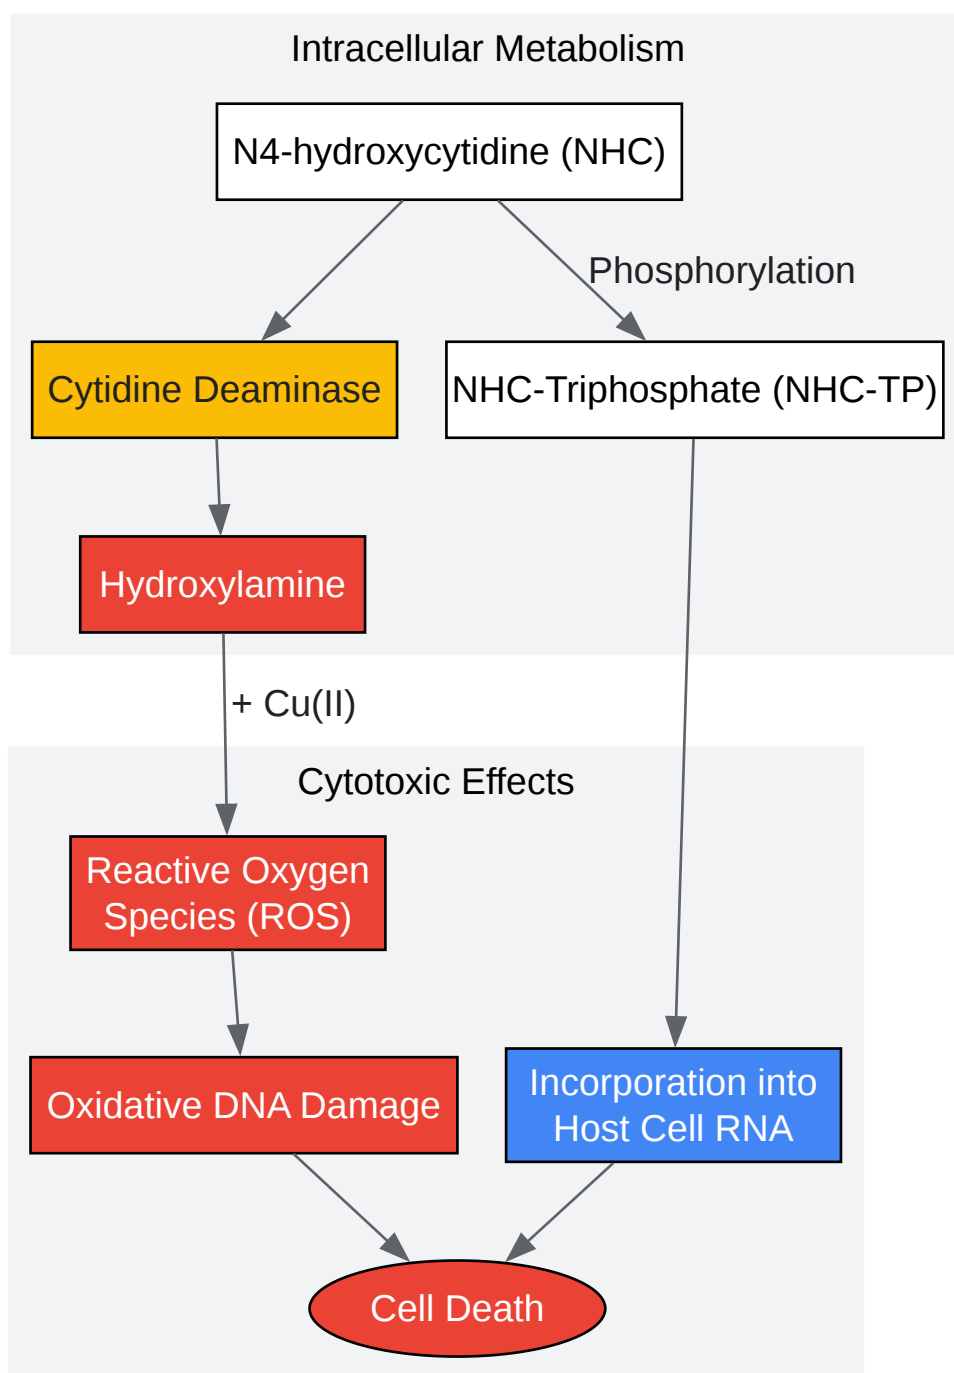 Intracellular Metabolism
N4-hydroxycytidine (NHC)
Phosphorylation
Cytidine Deaminase
NHC-Triphosphate (NHC-TP)
Hydroxylamine
+ Cu(II)
Cytotoxic Effects
Reactive Oxygen
Species (ROS)
Oxidative DNA Damage
Incorporation into
Host Cell RNA
Cell Death